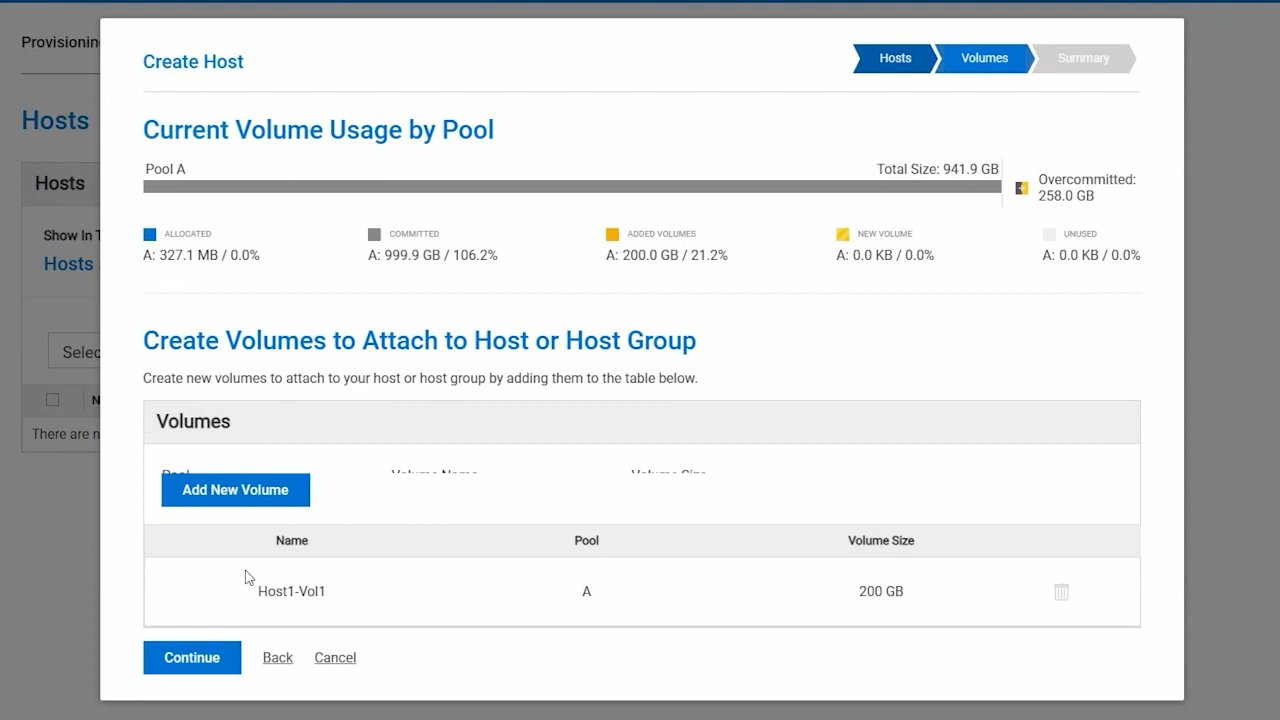 Provisioning
Create Host
Hosts
Volumes
Summary
Current Volume Usage by Pool
Hosts
Pool A
Total Size: 941.9 GB
Overcommitted:
258.0 GB
Hosts
Show In T
ALLOCATED
COMMITTED
ADDED VOLUMES
NEW VOLUME
UNUSED
Hosts
A: 327.1 MB / 0.0%
A: 999.9 GB / 106.2%
A: 200.0 GB / 21.2%
A: 0.0 KB / 0.0%
A: 0.0 KB / 0.0%
Create Volumes to Attach to Host or Host Group
Selec
Create new volumes to attach to your host or host group by adding them to the table below.
N
Volumes
There are n
Pool
Volume Name
Volume Size
Add New Volume
Name
Pool
Volume Size
Host1-Vol1
A
200 GB
Continue
Back
Cancel